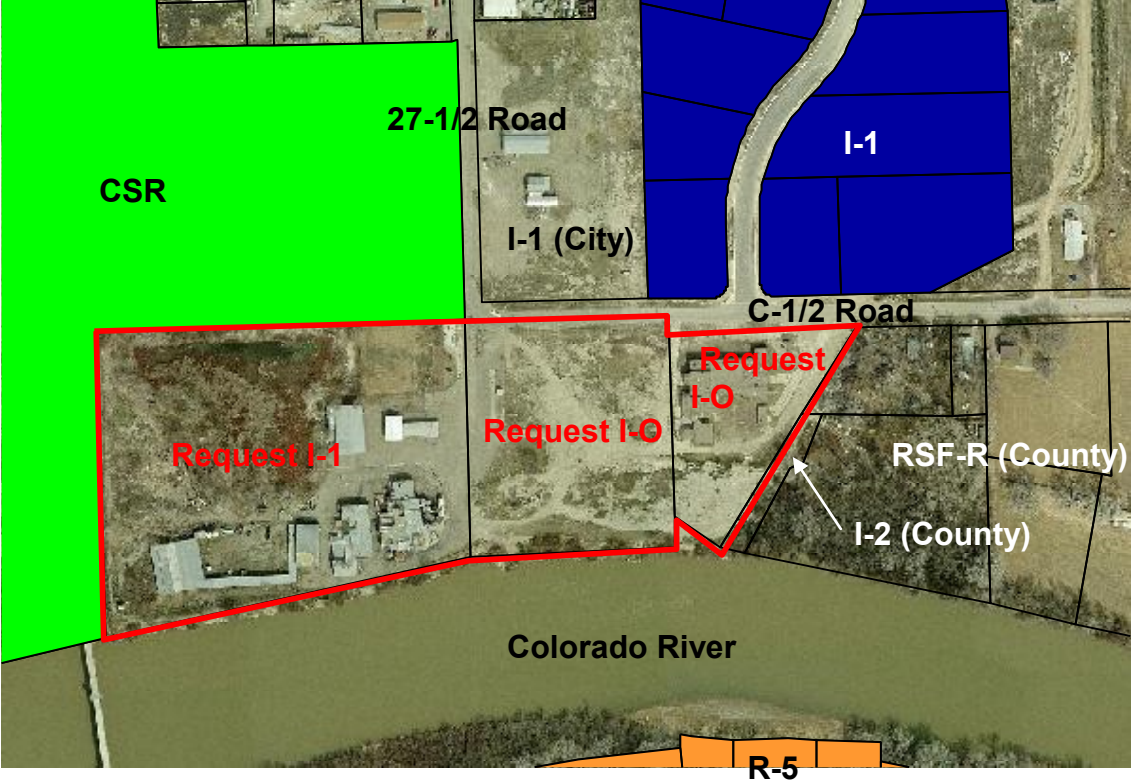 27-1/2 Road
I-1
CSR
I-1 (City)
C-1/2 Road
Request
I-O
Request I-O
Request I-1
RSF-R (County)
I-2 (County)
Colorado River
R-5